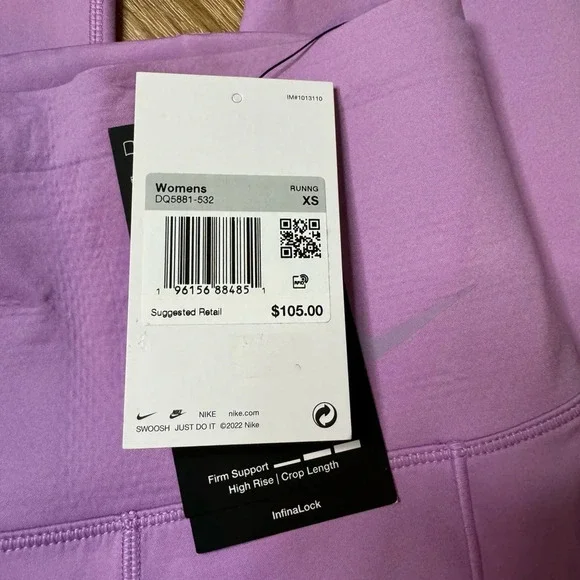 IM#1013110
Womens RUNNG
DQ5881-532 XS
1 96156 88485 1
Suggested Retail $105.00
NIKE nike.com
SWOOSH JUST DO IT ©2022 Nike
Firm Support
High Rise | Crop Length
InfinaLock